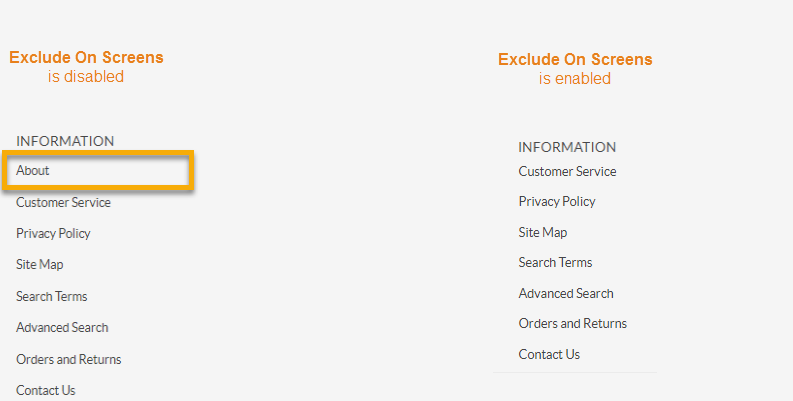 Exclude On Screens
is disabled
INFORMATION
About
Customer Service
Privacy Policy
Site Map
Search Terms
Advanced Search
Orders and Returns
Contact Us
Exclude On Screens
is enabled
INFORMATION
Customer Service
Privacy Policy
Site Map
Search Terms
Advanced Search
Orders and Returns
Contact Us